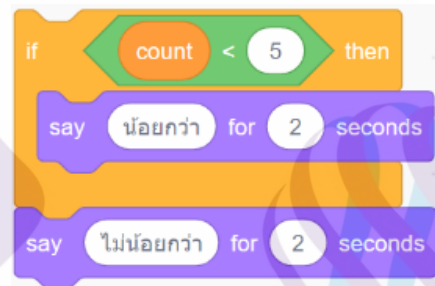 if count < 5 then
say น้อยกว่า for 2 seconds
say ไม่น้อยกว่า for 2 seconds